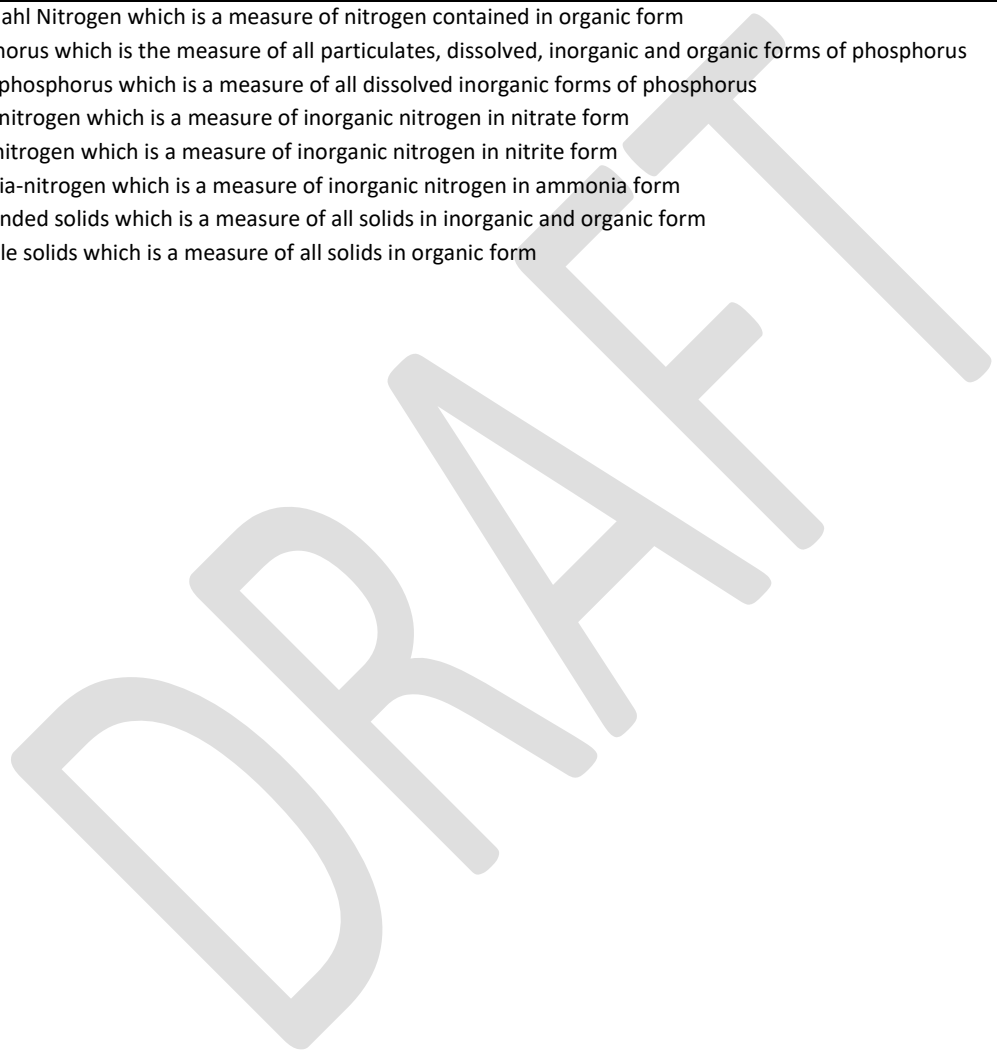 ahl Nitrogen which is a measure of nitrogen contained in organic form
horus which is the measure of all particulates, dissolved, inorganic and organic forms of phosphorus
phosphorus which is a measure of all dissolved inorganic forms of phosphorus
nitrogen which is a measure of inorganic nitrogen in nitrate form
nitrogen which is a measure of inorganic nitrogen in nitrite form
ia-nitrogen which is a measure of inorganic nitrogen in ammonia form
nded solids which is a measure of all solids in inorganic and organic form
le solids which is a measure of all solids in organic form
DRAFT